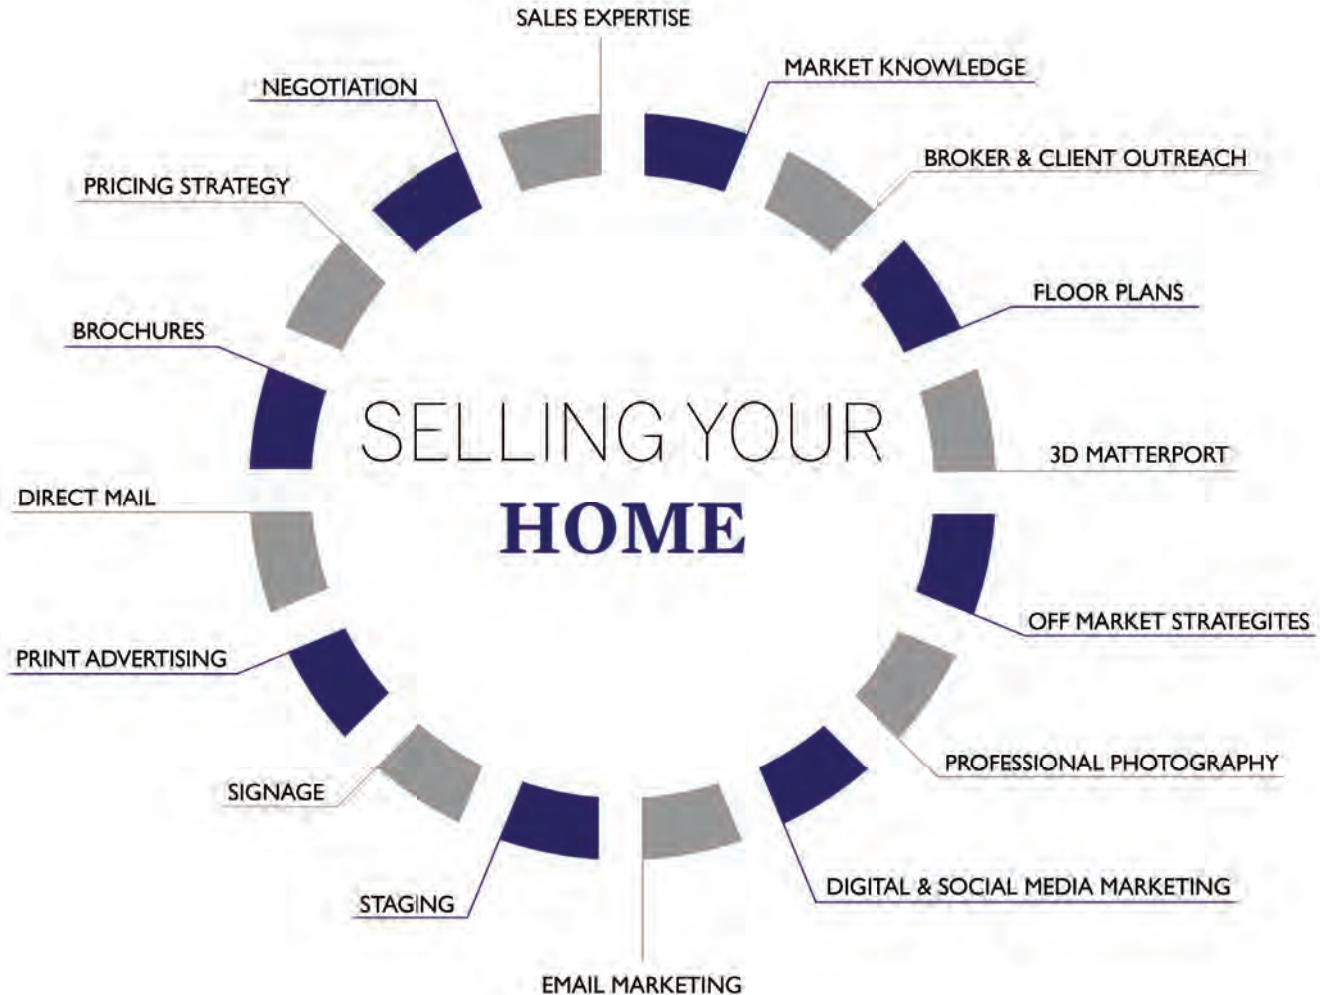 SALES EXPERTISE
MARKET KNOWLEDGE
NEGOTIATION
BROKER & CLIENT OUTREACH
PRICING STRATEGY
FLOOR PLANS
BROCHURES
SELLING YOUR
HOME
3D MATTERPORT
DIRECT MAIL
OFF MARKET STRATEGITES
PRINT ADVERTISING
PROFESSIONAL PHOTOGRAPHY
SIGNAGE
DIGITAL & SOCIAL MEDIA MARKETING
STAGING
EMAIL MARKETING